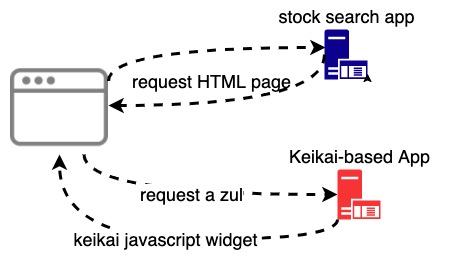 stock search app
request HTML page
Keikai-based App
request a zul
keikai javascript widget